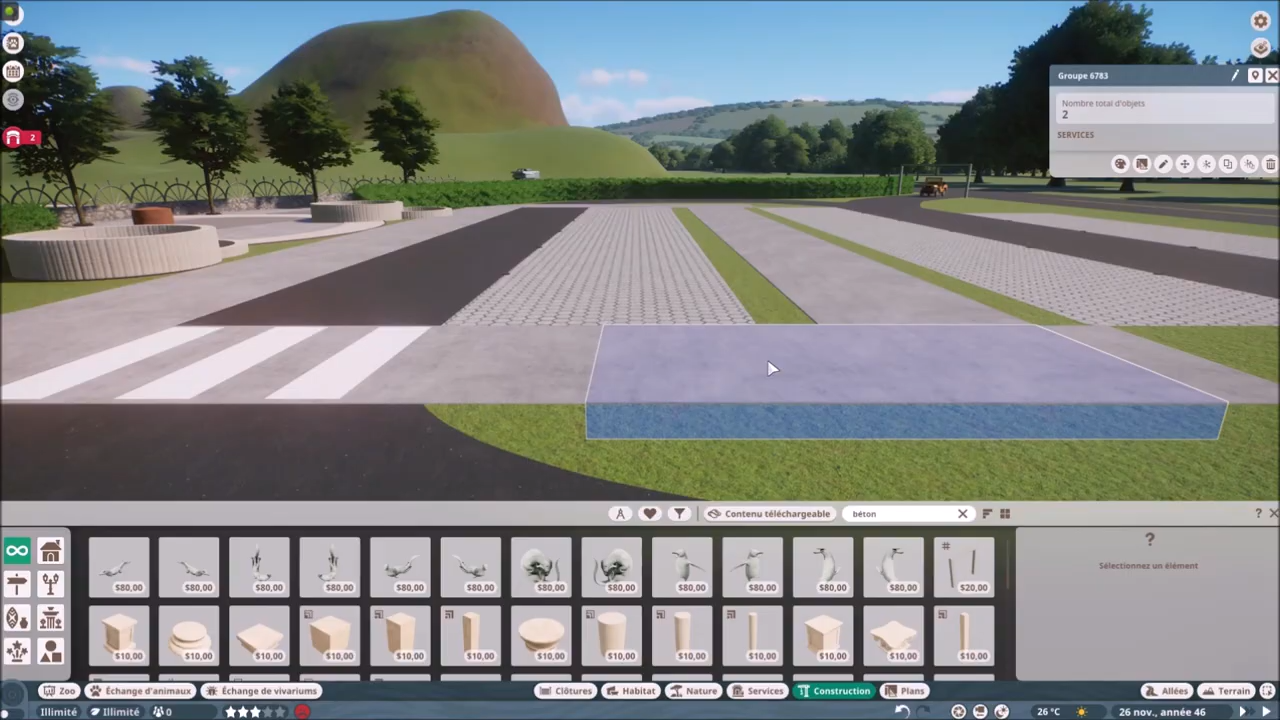 Groupe 6783
Nombre total d'objets
2
SERVICES
2
Contenu téléchargeable
béton
?
?
Sélectionnez un élément
$80,00 $80,00 $80,00 $80,00 $80,00 $80,00 $80,00 $80,00 $80,00 $80,00 $80,00 $80,00 $20,00
$10,00 $10,00 $10,00 $10,00 $10,00 $10,00 $10,00 $10,00 $10,00 $10,00 $10,00 $10,00 $10,00
Zoo Échange d'animaux Échange de vivariums Clôtures Habitat Nature Services Construction Plans Allées Terrain
Illimité Illimité 0 26 °C 26 nov., année 46